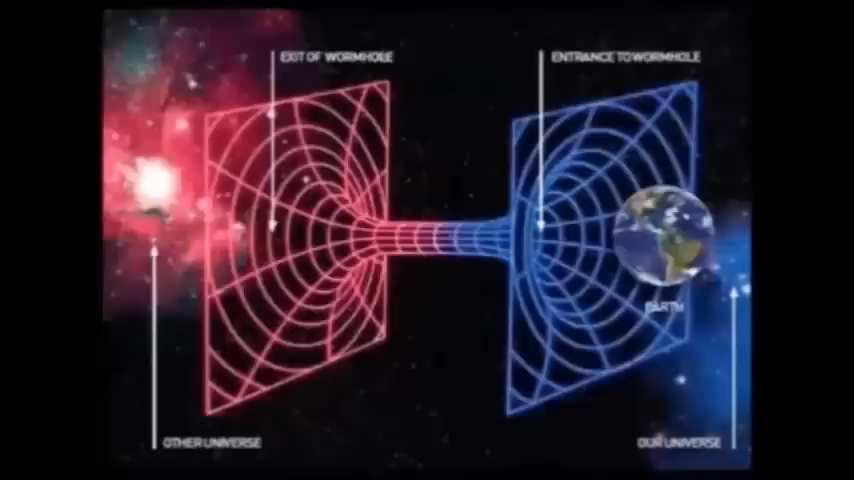 EXIT OF WORMHOLE
ENTRANCE TO WORMHOLE
EARTH
OTHER UNIVERSE
OUR UNIVERSE